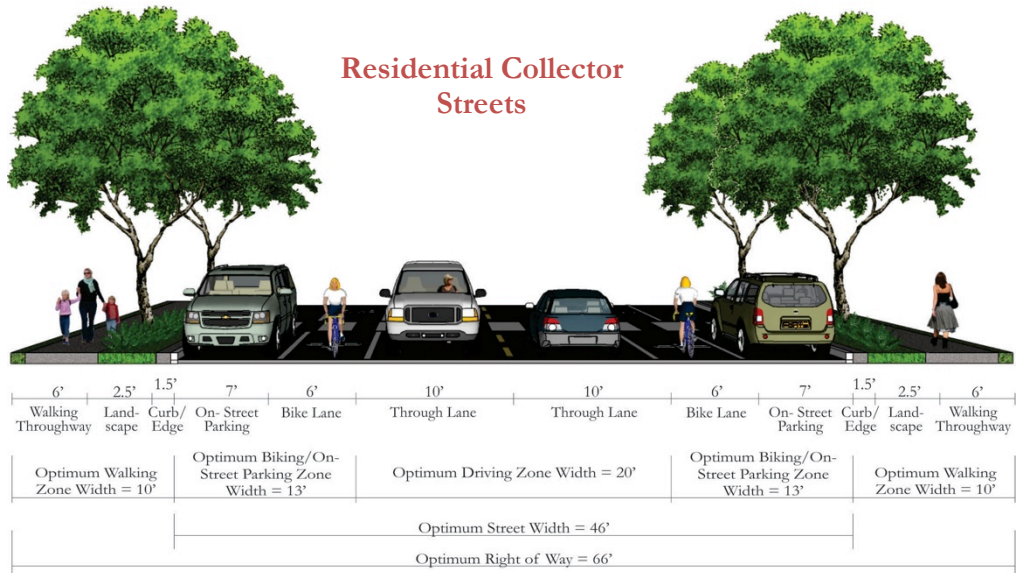 Residential Collector
Streets
6’ 2.5’ 1.5’ 7’ 6’ 10’ 10’ 6’ 7’ 1.5’ 2.5’ 6’
Walking Land- Curb/ On- Street Bike Lane Through Lane Through Lane Bike Lane On- Street Curb/ Land- Walking
Throughway scape Edge Parking Parking Edge scape Throughway
Optimum Walking
Zone Width = 10’
Optimum Biking/On-
Street Parking Zone
Width = 13’
Optimum Driving Zone Width = 20’
Optimum Biking/On-
Street Parking Zone
Width = 13’
Optimum Walking
Zone Width = 10’
Optimum Street Width = 46’
Optimum Right of Way = 66’